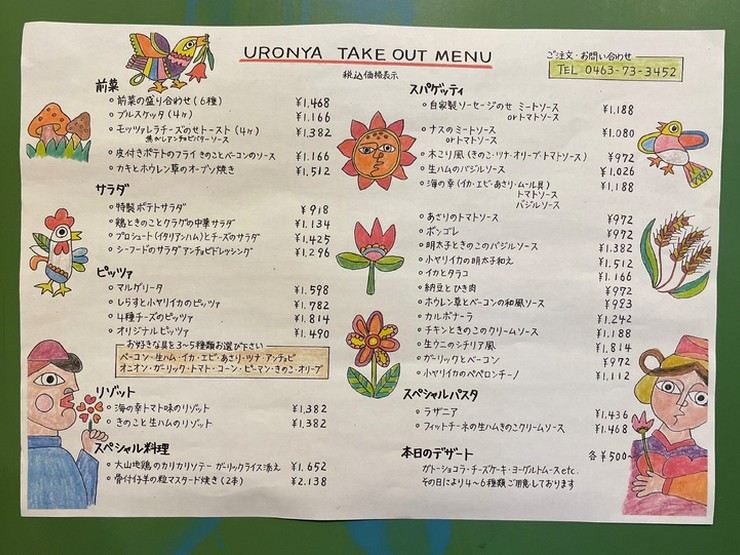 URONYA TAKE OUT MENU
税込価格表示
ご注文・お問い合わせ
TEL 0463-73-3452
前菜
前菜の盛り合わせ(6種) ¥1.468
ブルスケッタ(4ヶ) ¥1.166
モッツァレラチーズのせトースト(4ヶ) ¥1.382
焦がしアンチョビバターソース
皮付きポテトのフライ きのことベーコンのソース ¥1.166
カキとホウレン草のオーブン焼き ¥1.512
サラダ
特製ポテトサラダ ¥918
鶏ときのことクラゲの中華サラダ ¥1.134
プロシュート(イタリアンハム)とチーズのサラダ ¥1.425
シーフードのサラダ アンチョビドレッシング ¥1.296
ピッツァ
マルゲリータ ¥1.598
しらすと小ヤリイカのピッツァ ¥1.782
4種チーズのピッツァ ¥1.814
オリジナルピッツァ ¥1.490
お好きな具を3〜5種類お選び下さい
ベーコン・生ハム・イカ・エビ・あさり・ツナ・アンチョビ
オニオン・ガーリック・トマト・コーン・ピーマン・きのこ・オリーブ
リゾット
海の幸トマト味のリゾット ¥1.382
きのこと生ハムのリゾット ¥1.382
スペシャル料理
大山地鶏のカリカリソテー ガーリックライス添え ¥1.652
骨付仔羊の粒マスタード焼き(2本) ¥2.138
スパゲッティ
自家製ソーセージのせ ミートソース ¥1.188
orトマトソース
ナスのミートソース ¥1.080
orトマトソース
木こり風(きのこ・ツナ・オリーブ・トマトソース) ¥972
生ハムのバジルソース ¥1.026
海の幸(イカ・エビ・あさり・ムール貝) ¥1.188
トマトソース
バジルソース
あさりのトマトソース ¥972
ボンゴレ ¥972
明太子ときのこのバジルソース ¥1.382
小ヤリイカの明太子和え ¥1.512
イカとタラコ ¥1.166
納豆とひき肉 ¥972
ホウレン草とベーコンの和風ソース
カルボナーラ ¥1.242
チキンときのこのクリームソース ¥1.188
生ウニのシチリア風 ¥1.814
ガーリックとベーコン ¥972
小ヤリイカのペペロンチーノ ¥1.112
スペシャルパスタ
ラザニア ¥1.436
フィットチーネの生ハムきのこクリームソース ¥1.468
本日のデザート 各¥500~
ガトーショコラ・チーズケーキ・ヨーグルトムース etc.
その日により4〜6種類ご用意しております